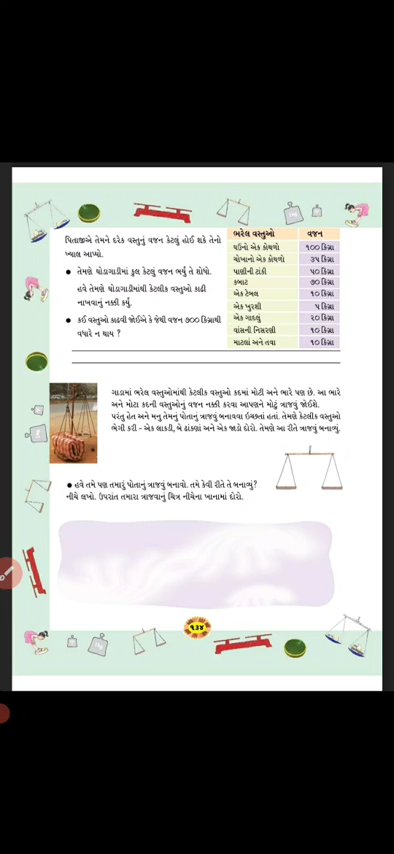 પિતાજીએ તેમને દરેક વસ્તુનું વજન કેટલું હોઈ શકે તેનો
ખ્યાલ આપ્યો.
● તેમણે ઘોડાગાડીમાં કુલ કેટલું વજન ભર્યું તે શોધો.
હવે તેમણે ઘોડાગાડીમાંથી કેટલીક વસ્તુઓ કાઢી
નાખવાનું નક્કી કર્યું.
● કઈ વસ્તુઓ કાઢવી જોઈએ કે જેથી વજન ૭૦૦ કિગ્રાથી
વધારે ન થાય ?
ભરેલ વસ્તુઓ વજન
ઘઉંનો એક કોથળો ૧૦૦ કિગ્રા
ચોખાનો એક કોથળો ૩૫ કિગ્રા
પાણીની ટાંકી ૫૦ કિગ્રા
કબાટ ૭૦ કિગ્રા
એક ટેબલ ૧૦ કિગ્રા
એક ખુરશી ૫ કિગ્રા
એક ગાદલું ૨૦ કિગ્રા
વાંસની નિસરણી ૧૦ કિગ્રા
માટલાં અને તવા ૧૦ કિગ્રા
ગાડામાં ભરેલ વસ્તુઓમાંથી કેટલીક વસ્તુઓ કદમાં મોટી અને ભારે પણ છે. આ ભારે
અને મોટા કદની વસ્તુઓનું વજન નક્કી કરવા આપણને મોટું ત્રાજવું જોઈશે.
પરંતુ હેત અને મનુ તેમનું પોતાનું ત્રાજવું બનાવવા ઇચ્છતાં હતાં. તેમણે કેટલીક વસ્તુઓ
ભેગી કરી - એક લાકડી, બે ઢાંકણાં અને એક જાડો દોરો. તેમણે આ રીતે ત્રાજવું બનાવ્યું.
● હવે તમે પણ તમારું પોતાનું ત્રાજવું બનાવો. તમે કેવી રીતે તે બનાવ્યું?
નીચે લખો. ઉપરાંત તમારા ત્રાજવાનું ચિત્ર નીચેના ખાનામાં દોરો.
૧૩૪